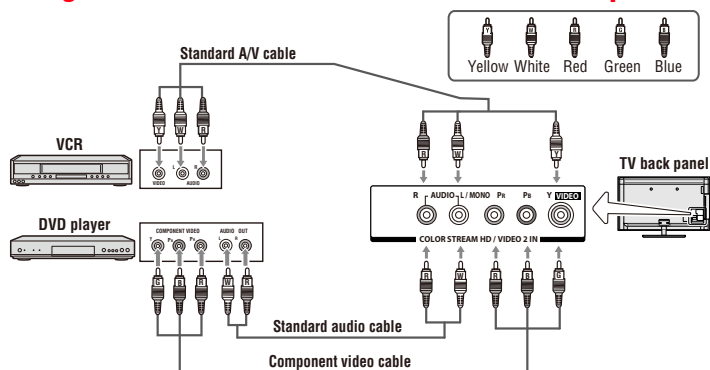 Standard A/V cable
Y W R G B
Yellow White Red Green Blue
VCR
Y W R
L R
VIDEO AUDIO
R W Y
TV back panel
R AUDIO L / MONO PR PB Y VIDEO
COLOR STREAM HD / VIDEO 2 IN
DVD player
COMPONENT VIDEO AUDIO OUT
G B R W R
R W R B G
Standard audio cable
Component video cable